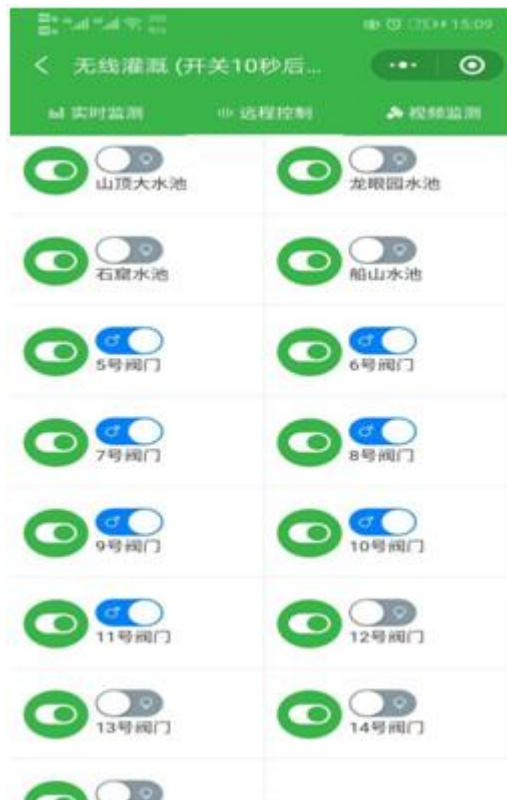 15:09
无线灌溉 (开关10秒后...
实时监测 远程控制 视频监测
山顶大水池 龙眼园水池
石窟水池 船山水池
5号阀门 6号阀门
7号阀门 8号阀门
9号阀门 10号阀门
11号阀门 12号阀门
13号阀门 14号阀门